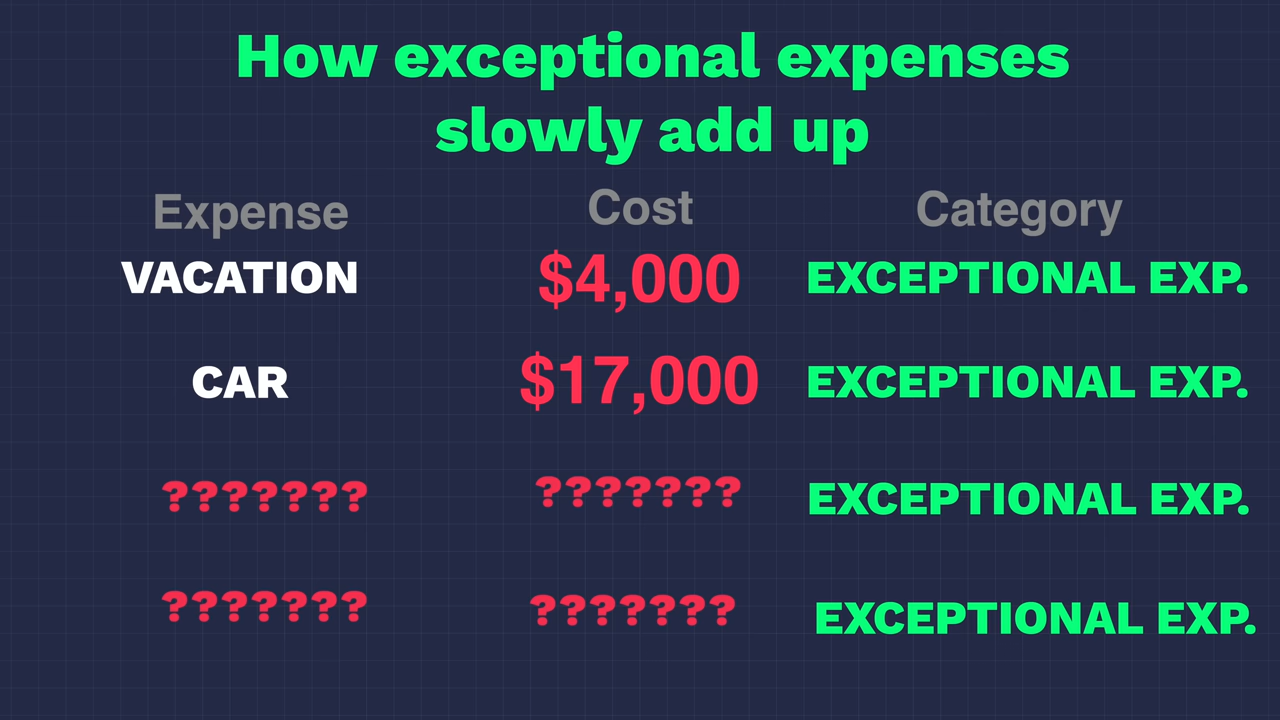 How exceptional expenses
slowly add up
Expense Cost Category
VACATION $4,000 EXCEPTIONAL EXP.
CAR $17,000 EXCEPTIONAL EXP.
??????? ??????? EXCEPTIONAL EXP.
??????? ??????? EXCEPTIONAL EXP.